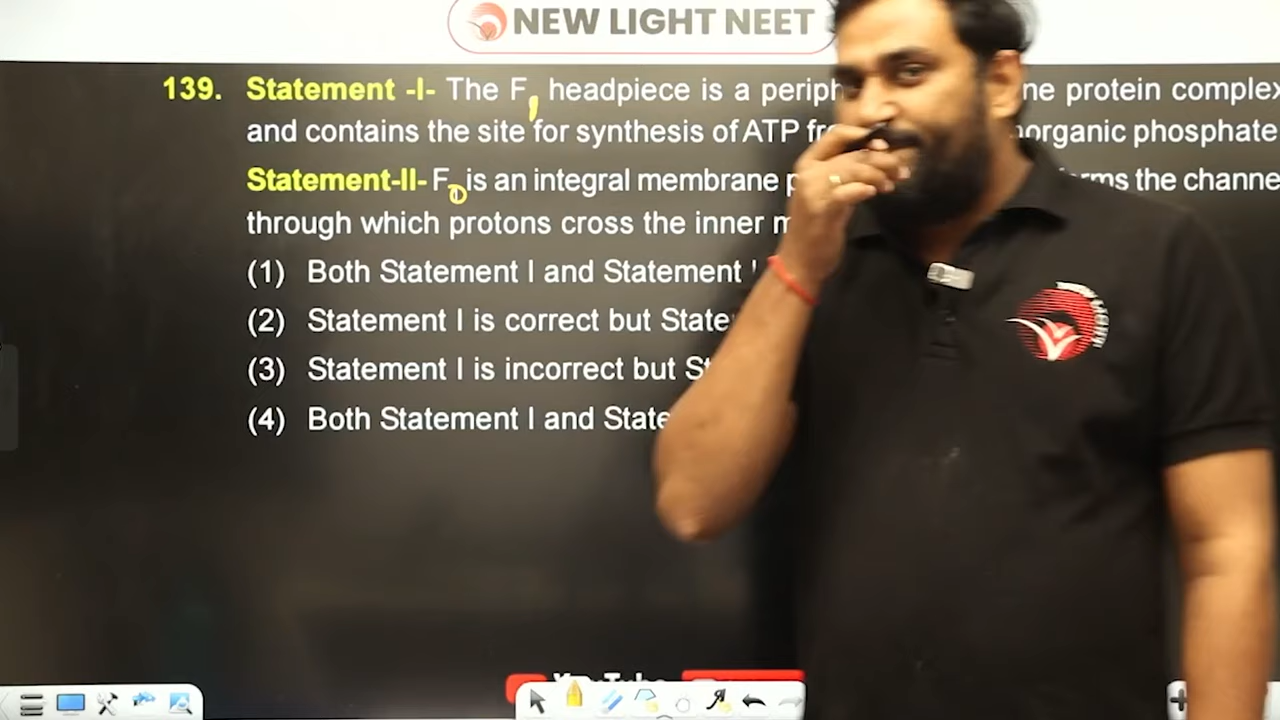 NEW LIGHT NEET
139. Statement -I- The F1 headpiece is a periph ne protein complex
and contains the site for synthesis of ATP norganic phosphate
Statement-II- F0 is an integral membrane the channe
through which protons cross the inner
(1) Both Statement I and Statement
(2) Statement I is correct but State
(3) Statement I is incorrect but St
(4) Both Statement I and State
YouTube